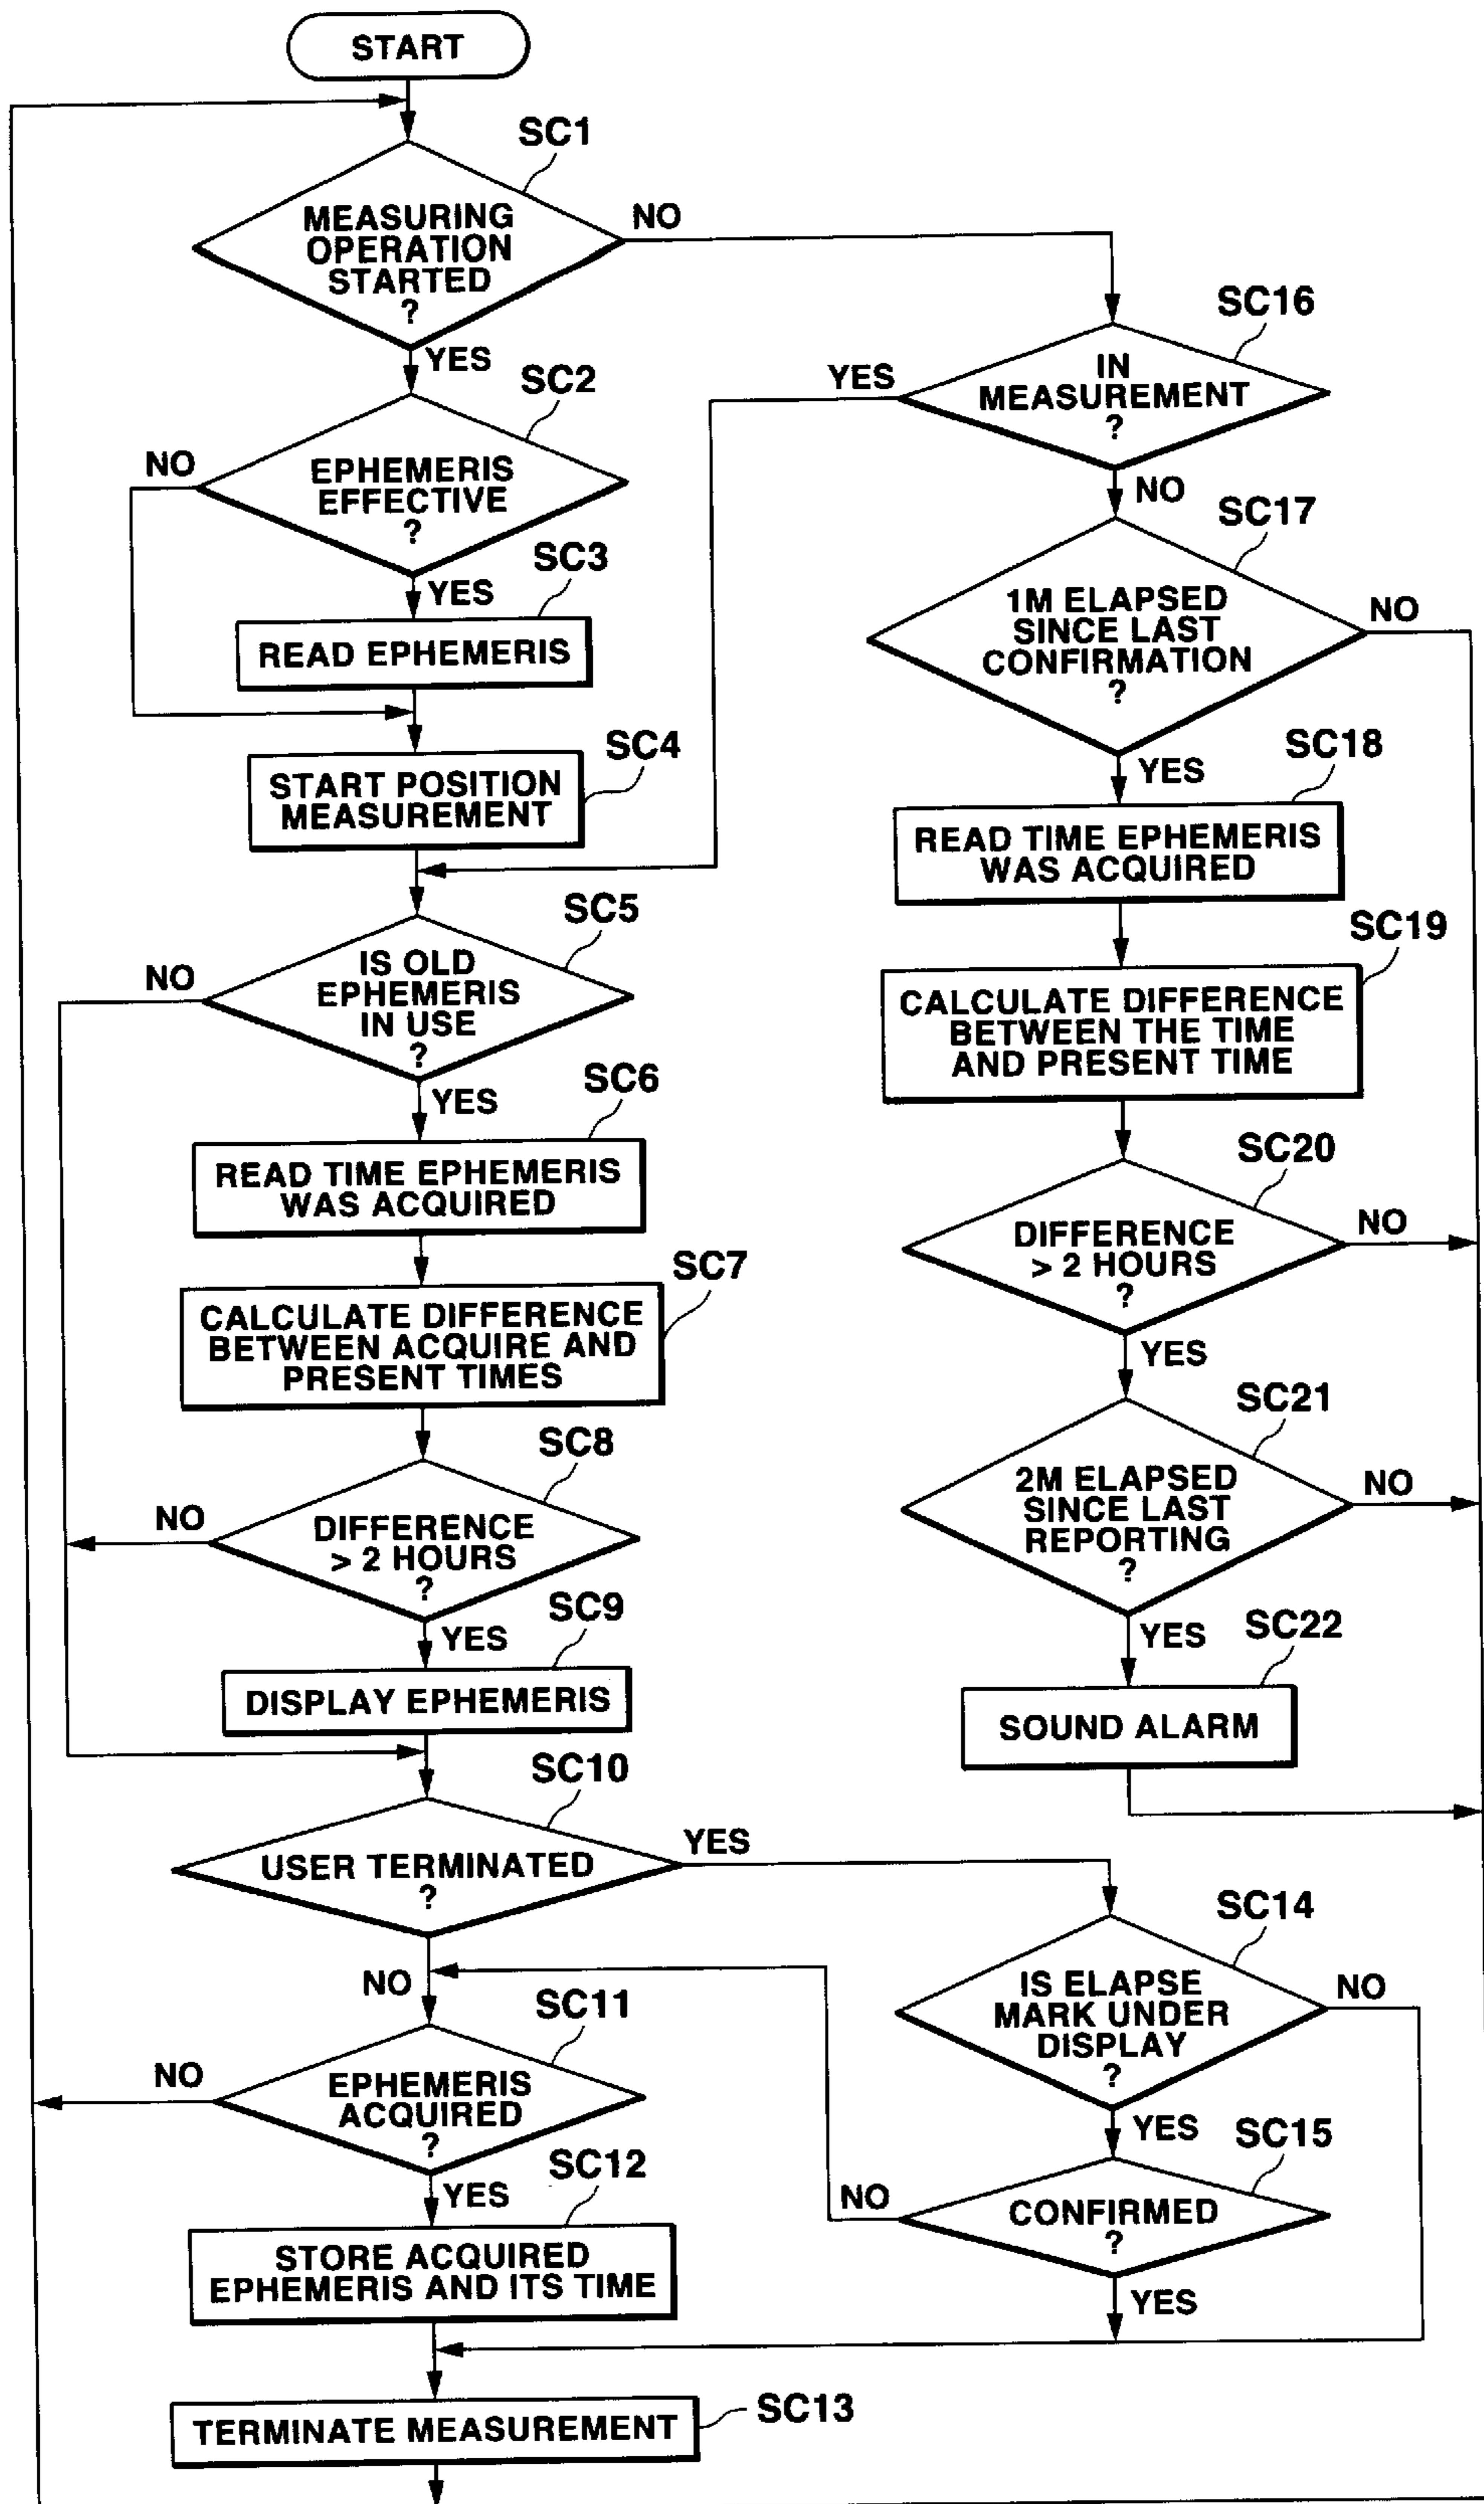 START
SC1
MEASURING
OPERATION
STARTED
?
NO
YES
SC2
EPHEMERIS
EFFECTIVE
?
NO
YES
SC3
READ EPHEMERIS
SC4
START POSITION
MEASUREMENT
SC5
IS OLD
EPHEMERIS
IN USE
?
NO
YES
SC6
READ TIME EPHEMERIS
WAS ACQUIRED
SC7
CALCULATE DIFFERENCE
BETWEEN ACQUIRE AND
PRESENT TIMES
SC8
DIFFERENCE
> 2 HOURS
?
NO
YES
SC9
DISPLAY EPHEMERIS
SC10
USER TERMINATED
?
YES
NO
SC11
EPHEMERIS
ACQUIRED
?
NO
YES
SC12
STORE ACQUIRED
EPHEMERIS AND ITS TIME
SC13
TERMINATE MEASUREMENT
SC14
IS ELAPSE
MARK UNDER
DISPLAY
?
NO
YES
SC15
CONFIRMED
?
NO
YES
SC16
IN
MEASUREMENT
?
YES
NO
SC17
1M ELAPSED
SINCE LAST
CONFIRMATION
?
NO
YES
SC18
READ TIME EPHEMERIS
WAS ACQUIRED
SC19
CALCULATE DIFFERENCE
BETWEEN THE TIME
AND PRESENT TIME
SC20
DIFFERENCE
> 2 HOURS
?
NO
YES
SC21
2M ELAPSED
SINCE LAST
REPORTING
?
NO
YES
SC22
SOUND ALARM